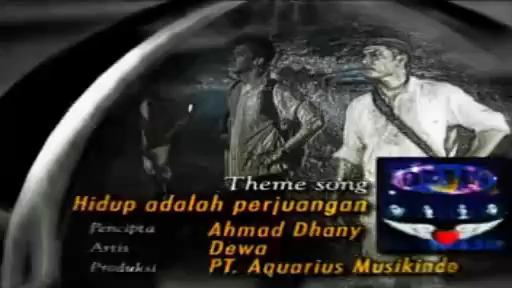 Theme song
Hidup adalah perjuangan
Pencipta Ahmad Dhany
Artis Dewa
Produksi PT. Aquarius Musikindo